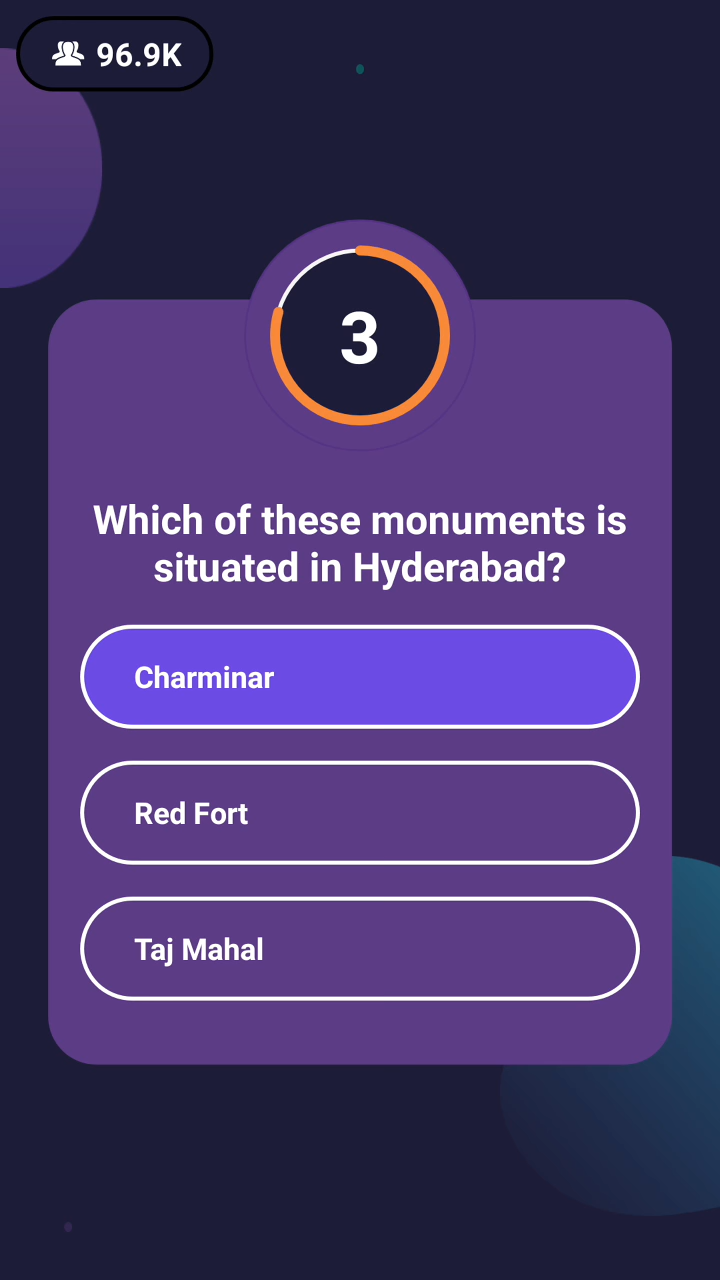 96.9K
3
Which of these monuments is
situated in Hyderabad?
Charminar
Red Fort
Taj Mahal